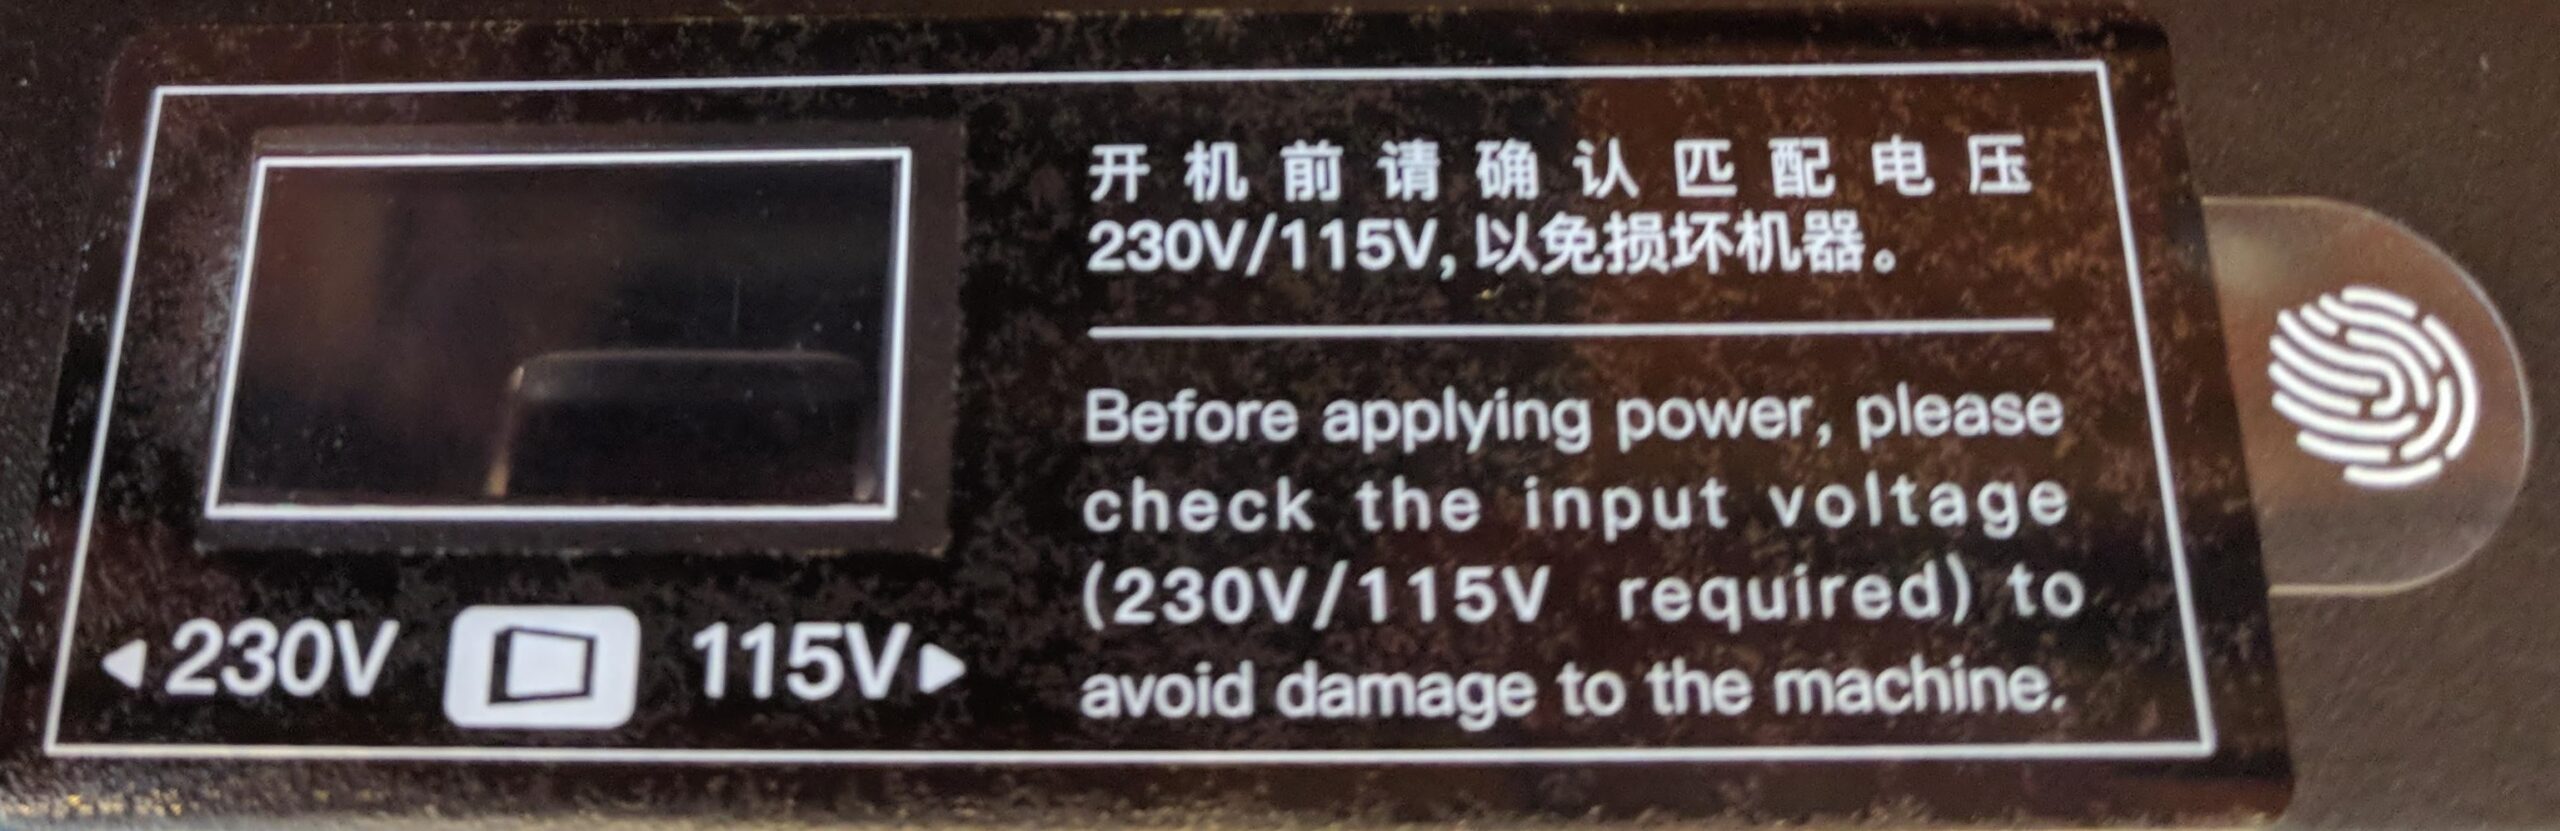 开机前请确认匹配电压
230V/115V, 以免损坏机器。
Before applying power, please
check the input voltage
(230V/115V required) to
avoid damage to the machine.
230V 115V